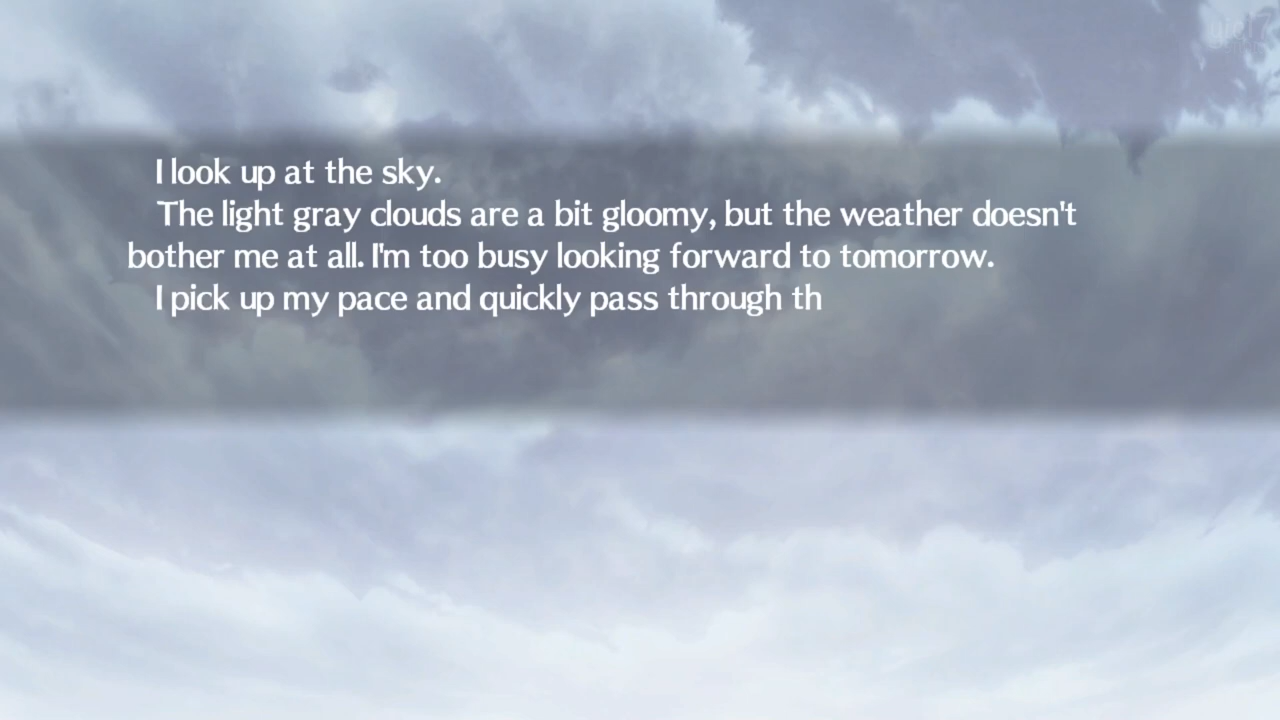 I look up at the sky.
The light gray clouds are a bit gloomy, but the weather doesn't
bother me at all. I'm too busy looking forward to tomorrow.
I pick up my pace and quickly pass through th